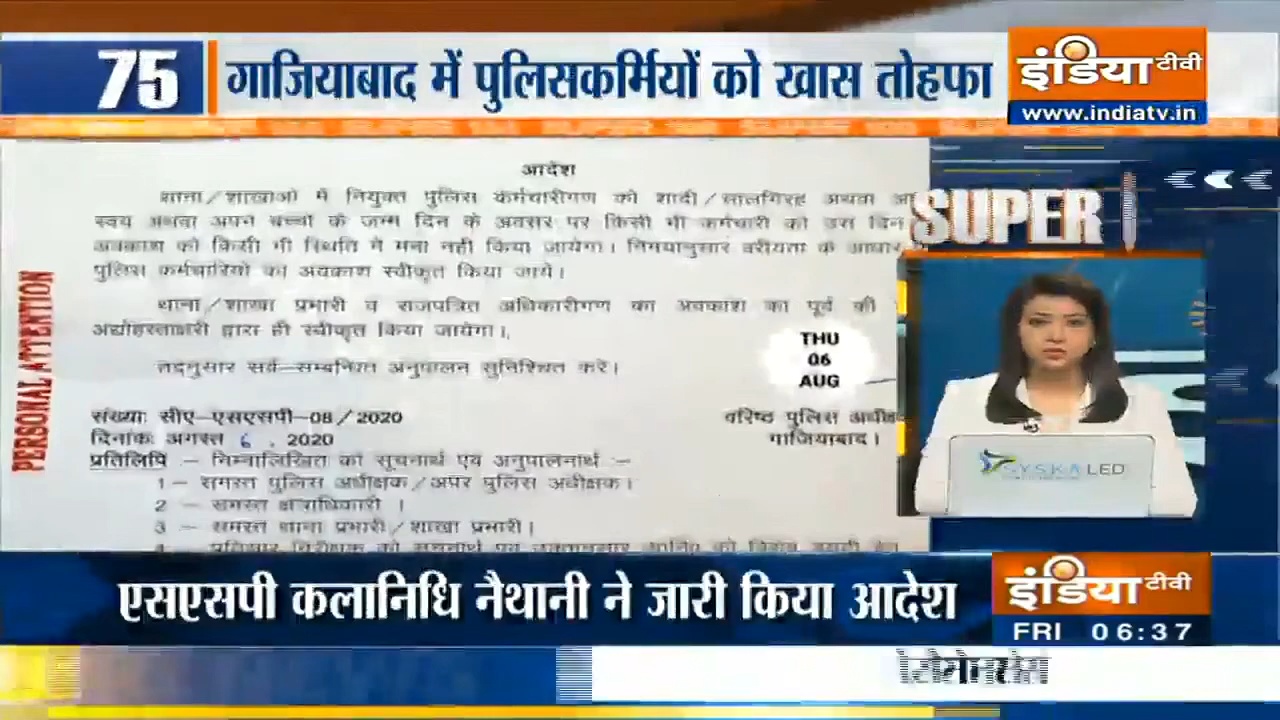 75
गाजियाबाद में पुलिसकर्मियों को खास तोहफा
इंडिया टीवी
www.indiatv.in
SUPER
आदेश
थाना/शाखाओं में नियुक्त पुलिस कर्मचारीगण को शादी/सालगिरह अथवा
स्वयं अथवा अपने बच्चों के जन्म दिन के अवसर पर किसी भी कर्मचारी को उस दिन
अवकाश को किसी भी स्थिति में मना नहीं किया जायेगा। नियमानुसार वरीयता के आधार
पुलिस कर्मचारियों का अवकाश स्वीकृत किया जाये।
थाना/शाखा प्रभारी व राजपत्रित अधिकारीगण का अवकाश का पूर्व की
अद्योहस्ताक्षरी द्वारा ही स्वीकृत किया जायेगा।
तदनुसार सर्व-सम्बन्धित अनुपालन सुनिश्चित करें।
PERSONAL ATTENTION
THU
06
AUG
संख्याः सीए-एसएसपी-08/2020
दिनांकः अगस्त 6, 2020
वरिष्ठ पुलिस अधीक्ष
गाजियाबाद।
प्रतिलिपि :- निम्नलिखित को सूचनार्थ एवं अनुपालनार्थ :-
1 - समस्त पुलिस अधीक्षक/अपर पुलिस अधीक्षक।
2 - समस्त क्षेत्राधिकारी ।
3 - समस्त थाना प्रभारी/शाखा प्रभारी।
SYSKA LED
एसएसपी कलानिधि नैथानी ने जारी किया आदेश
इंडिया टीवी
FRI 06:37